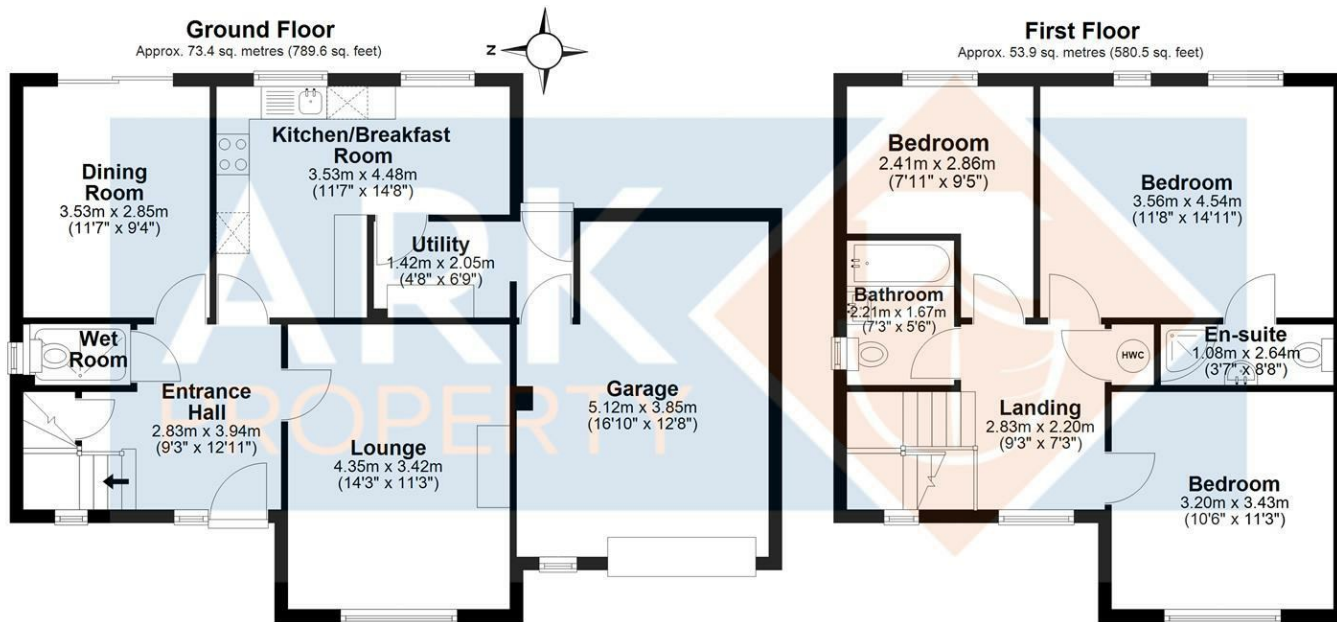 Ground Floor
Approx. 73.4 sq. metres (789.6 sq. feet)
Z
First Floor
Approx. 53.9 sq. metres (580.5 sq. feet)
Dining
Room
3.53m x 2.85m
(11'7" x 9'4")
Kitchen/Breakfast
Room
3.53m x 4.48m
(11'7" x 14'8")
Utility
1.42m x 2.05m
(4'8" x 6'9")
Wet
Room
Entrance
Hall
2.83m x 3.94m
(9'3" x 12'11")
Lounge
4.35m x 3.42m
(14'3" x 11'3")
Garage
5.12m x 3.85m
(16'10" x 12'8")
Bedroom
2.41m x 2.86m
(7'11" x 9'5")
Bedroom
3.56m x 4.54m
(11'8" x 14'11")
Bathroom
2.21m x 1.67m
(7'3" x 5'6")
HWC
En-suite
1.08m x 2.64m
(3'7" x 8'8")
Landing
2.83m x 2.20m
(9'3" x 7'3")
Bedroom
3.20m x 3.43m
(10'6" x 11'3")
ARK
PROPERTY